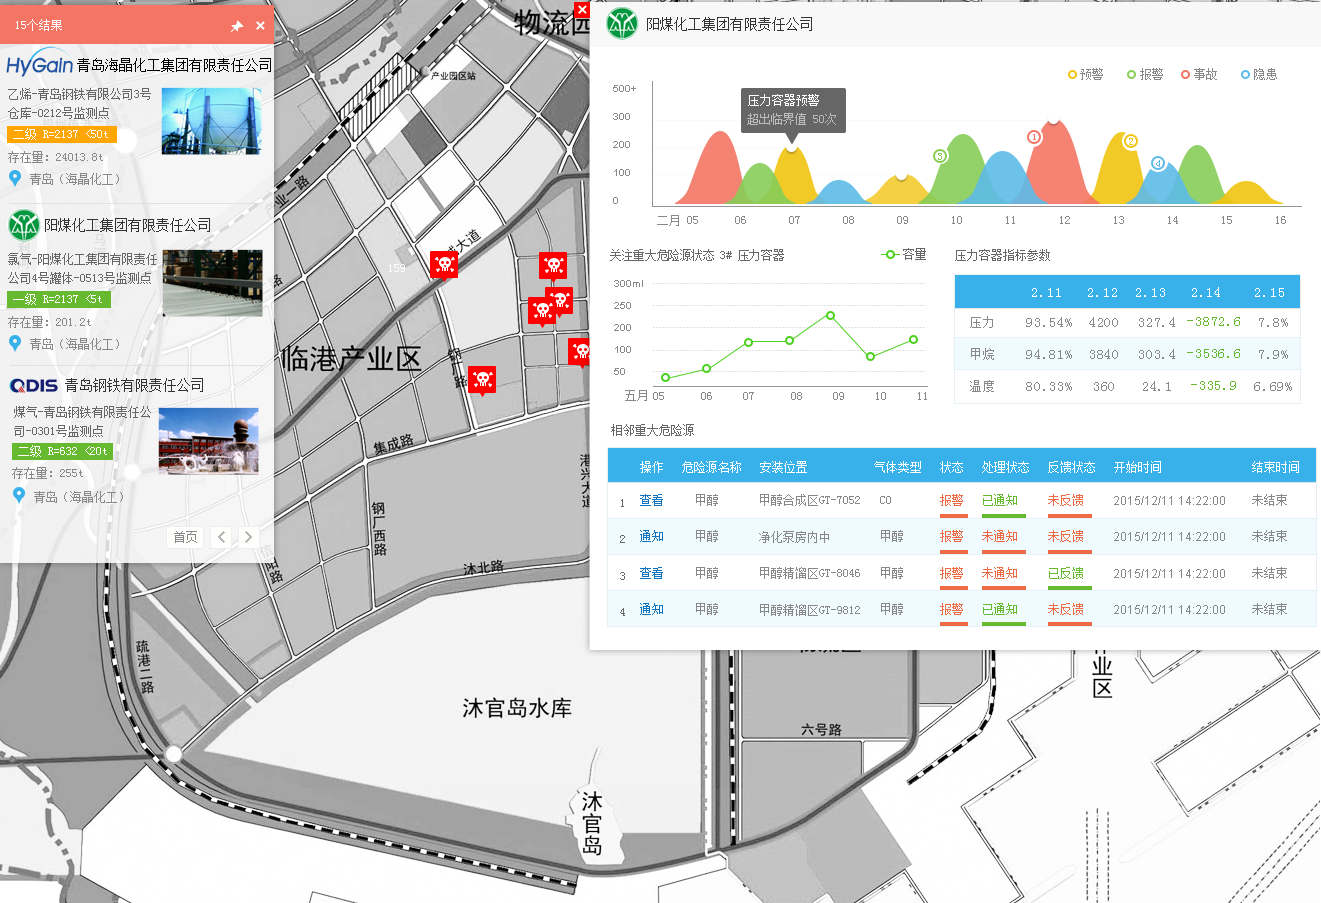 15个结果
HyGain 青岛海晶化工集团有限责任公司
乙烯-青岛钢铁有限公司3号
仓库-0212号监测点
二级 R=2137 <50t
存在量: 24013.8t
青岛（海晶化工）
阳煤化工集团有限责任公司
氯气-阳煤化工集团有限责任
公司4号罐体-0513号监测点
一级 R=2137 <5t
存在量: 201.2t
青岛（海晶化工）
QDIS 青岛钢铁有限责任公司
煤气-青岛钢铁有限责任公
司-0301号监测点
二级 R=632 <20t
存在量: 255t
青岛（海晶化工）
首页
物流园
产业园区站
159
临港产业区
集成路
钢厂西路
沐北路
疏港二路
港兴大道
沐官岛水库
沐官岛
六号路
作业区
阳煤化工集团有限责任公司
预警 报警 事故 隐患
500+
300
200
100
0
压力容器预警
超出临界值 50次
① ② ③ ④
二月 05 06 07 08 09 10 11 12 13 14 15 16
关注重大危险源状态 3# 压力容器 容量
300ml
250
200
100
50
五月 05 06 07 08 09 10 11
压力容器指标参数
2.11 2.12 2.13 2.14 2.15
压力 93.54% 4200 327.4 -3872.6 7.8%
甲烷 94.81% 3840 303.4 -3536.6 7.9%
温度 80.33% 360 24.1 -335.9 6.69%
相邻重大危险源
操作 危险源名称 安装位置 气体类型 状态 处理状态 反馈状态 开始时间 结束时间
1 查看 甲醇 甲醇合成区GT-7052 CO 报警 已通知 未反馈 2015/12/11 14:22:00 未结束
2 通知 甲醇 净化泵房内中 甲醇 报警 未通知 未反馈 2015/12/11 14:22:00 未结束
3 查看 甲醇 甲醇精馏区GT-8046 甲醇 报警 未通知 已反馈 2015/12/11 14:22:00 未结束
4 通知 甲醇 甲醇精馏区GT-9812 甲醇 报警 已通知 未反馈 2015/12/11 14:22:00 未结束